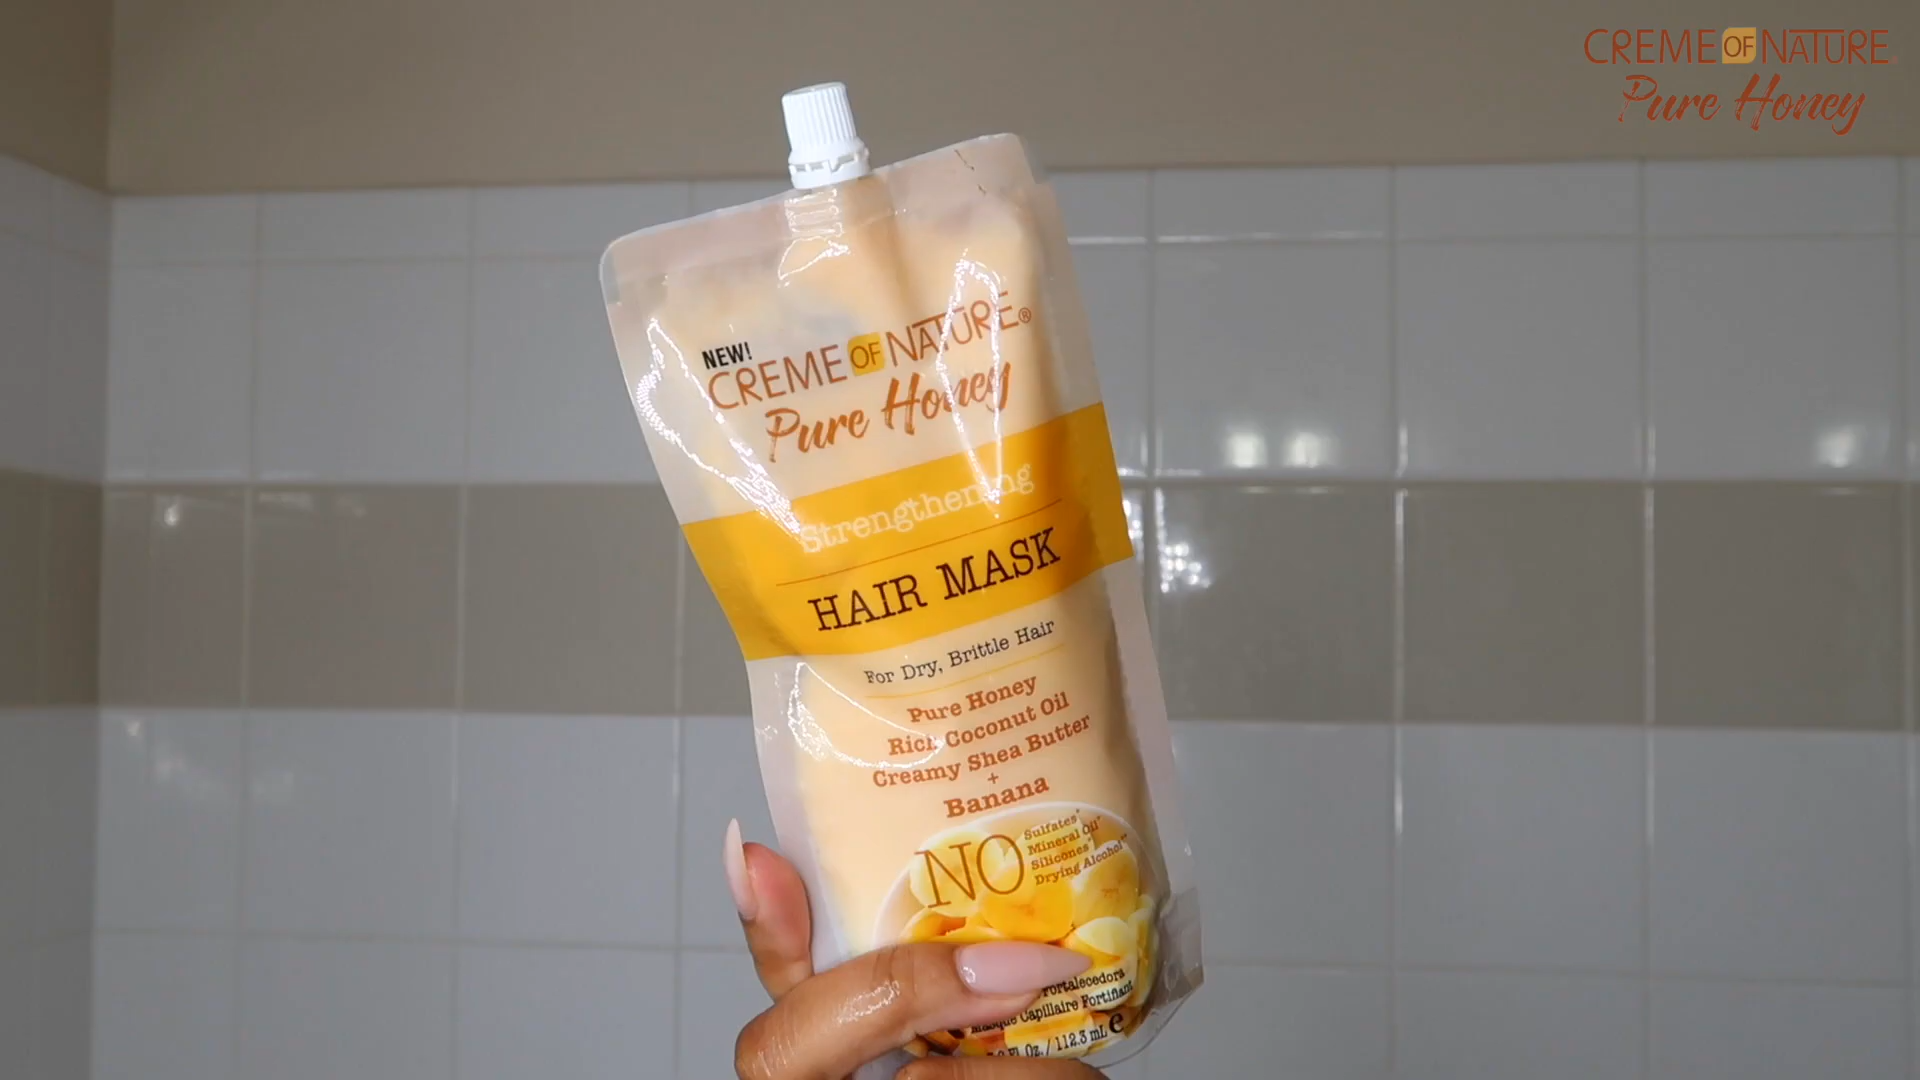 CREME OF NATURE
Pure Honey
NEW!
CREME OF NATURE®
Pure Honey
Strengthening
HAIR MASK
For Dry, Brittle Hair
Pure Honey
Rich Coconut Oil
Creamy Shea Butter
+
Banana
NO
Sulfates*
Mineral Oil*
Silicones*
Drying Alcohol**
Fortalecedora
Masque Capillaire Fortifiant
Fl. Oz. / 112.3 mL e